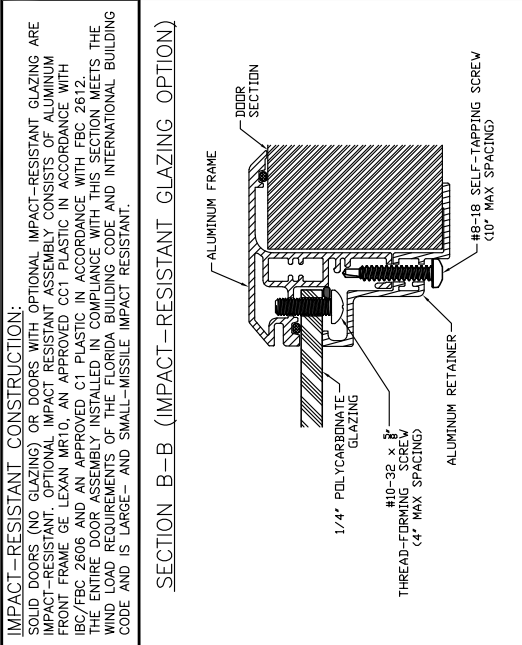 IMPACT-RESISTANT CONSTRUCTION:
SOLID DOORS (NO GLAZING) OR DOORS WITH OPTIONAL IMPACT-RESISTANT GLAZING ARE
IMPACT-RESISTANT. OPTIONAL IMPACT RESISTANT ASSEMBLY CONSISTS OF ALUMINUM
FRONT FRAME GE LEXAN MR10, AN APPROVED CC1 PLASTIC IN ACCORDANCE WITH
IBC/FBC 2606 AND AN APPROVED C1 PLASTIC IN ACCORDANCE WITH FBC 2612.
THE ENTIRE DOOR ASSEMBLY INSTALLED IN COMPLIANCE WITH THIS SECTION MEETS THE
WIND LOAD REQUIREMENTS OF THE FLORIDA BUILDING CODE AND INTERNATIONAL BUILDING
CODE AND IS LARGE- AND SMALL-MISSILE IMPACT RESISTANT.
SECTION B-B (IMPACT-RESISTANT GLAZING OPTION)
ALUMINUM FRAME
DOOR
SECTION
1/4" POLYCARBONATE
GLAZING
#10-32 x 5/8"
THREAD-FORMING SCREW
(4" MAX SPACING)
ALUMINUM RETAINER
#8-18 SELF-TAPPING SCREW
(10" MAX SPACING)